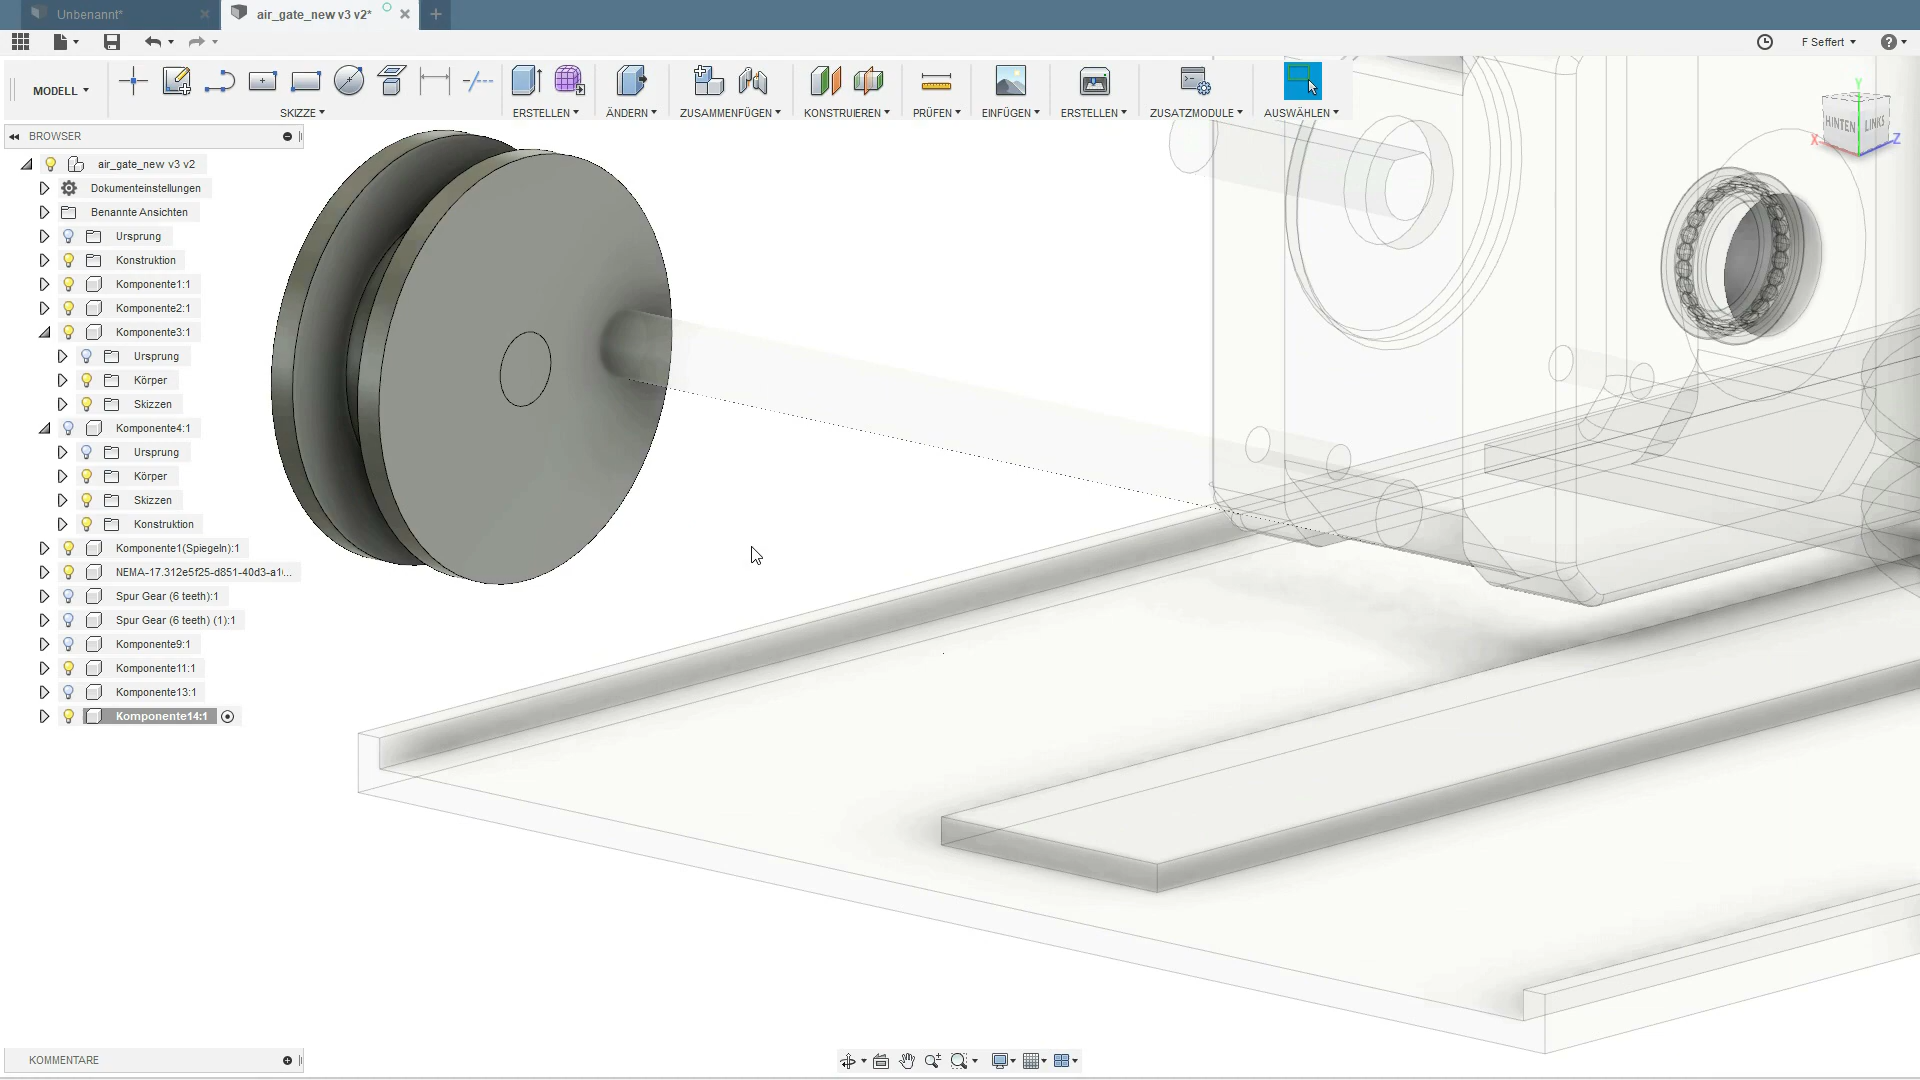 Unbenannt*
air_gate_new v3 v2*
F Seffert
MODELL
SKIZZE
ERSTELLEN
ÄNDERN
ZUSAMMENFÜGEN
KONSTRUIEREN
PRÜFEN
EINFÜGEN
ERSTELLEN
ZUSATZMODULE
AUSWÄHLEN
Y
HINTEN
LINKS
X
Z
BROWSER
air_gate_new v3 v2
Dokumenteinstellungen
Benannte Ansichten
Ursprung
Konstruktion
Komponente1:1
Komponente2:1
Komponente3:1
Ursprung
Körper
Skizzen
Komponente4:1
Ursprung
Körper
Skizzen
Konstruktion
Komponente1(Spiegeln):1
NEMA-17.312e5f25-d851-40d3-a1(...
Spur Gear (6 teeth):1
Spur Gear (6 teeth) (1):1
Komponente9:1
Komponente11:1
Komponente13:1
Komponente14:1
KOMMENTARE